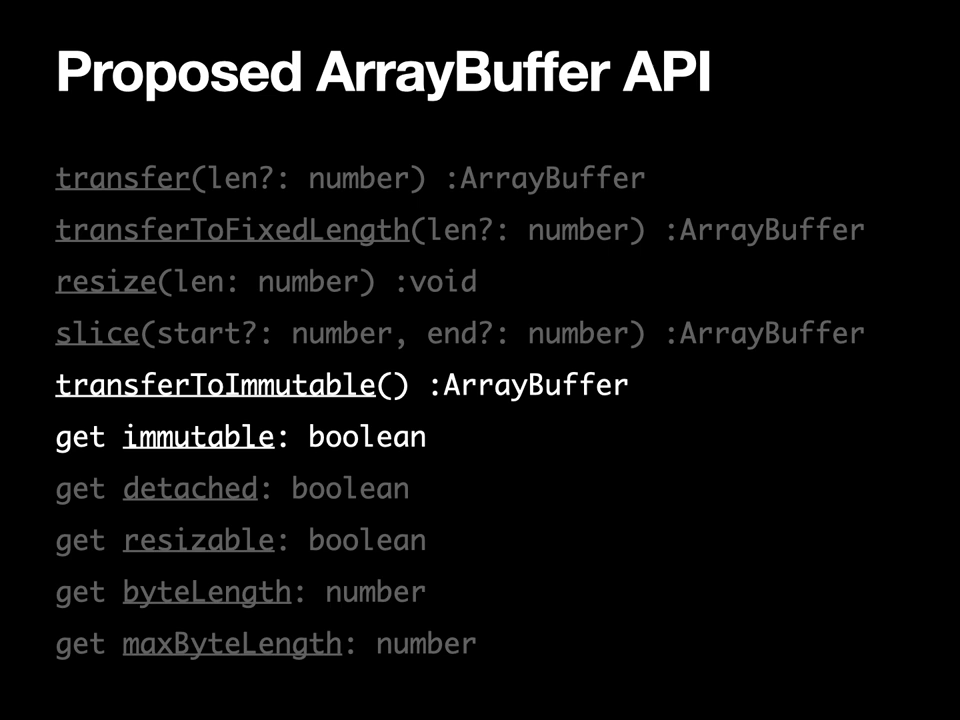 Proposed ArrayBuffer API
transfer(len?: number) :ArrayBuffer
transferToFixedLength(len?: number) :ArrayBuffer
resize(len: number) :void
slice(start?: number, end?: number) :ArrayBuffer
transferToImmutable() :ArrayBuffer
get immutable: boolean
get detached: boolean
get resizable: boolean
get byteLength: number
get maxByteLength: number